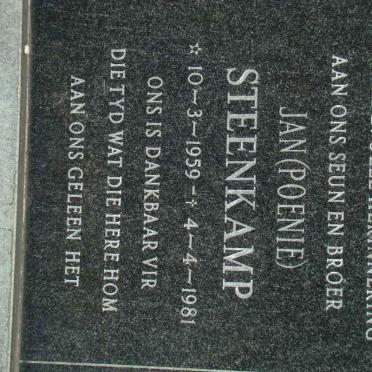 AAN ONS SEUN EN BROER
JAN (POENIE)
STEENKAMP
☆ 10-3-1959 - ✝ 4-4-1981
ONS IS DANKBAAR VIR
DIE TYD WAT DIE HERE HOM
AAN ONS GELEEN HET